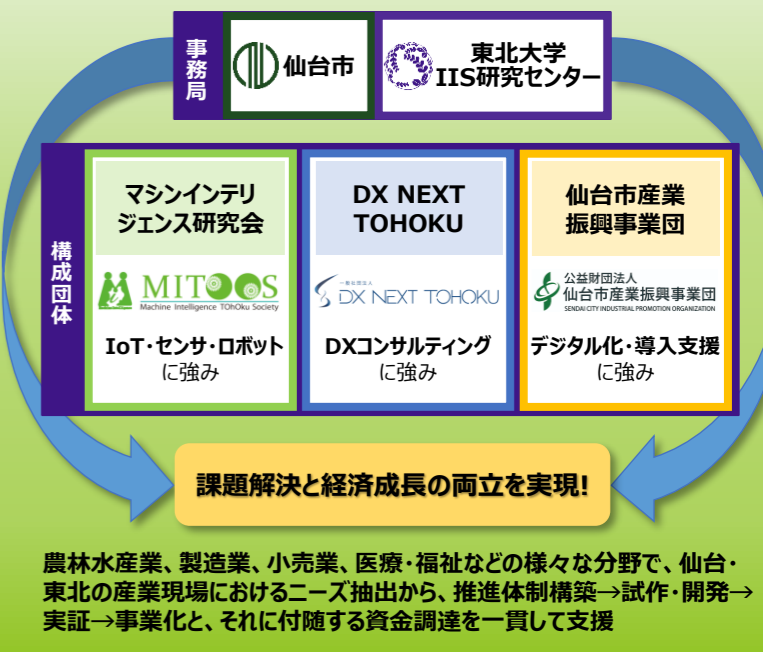 事務局
仙台市
東北大学
IIS研究センター
構成団体
マシンインテリ
ジェンス研究会
MITOOS
Machine Intelligence TOhOku Society
IoT・センサ・ロボット
に強み
DX NEXT
TOHOKU
一般社団法人
DX NEXT TOHOKU
DXコンサルティング
に強み
仙台市産業
振興事業団
公益財団法人
仙台市産業振興事業団
SENDAI CITY INDUSTRIAL PROMOTION ORGANIZATION
デジタル化・導入支援
に強み
課題解決と経済成長の両立を実現!
農林水産業、製造業、小売業、医療・福祉などの様々な分野で、仙台・
東北の産業現場におけるニーズ抽出から、推進体制構築→試作・開発→
実証→事業化と、それに付随する資金調達を一貫して支援